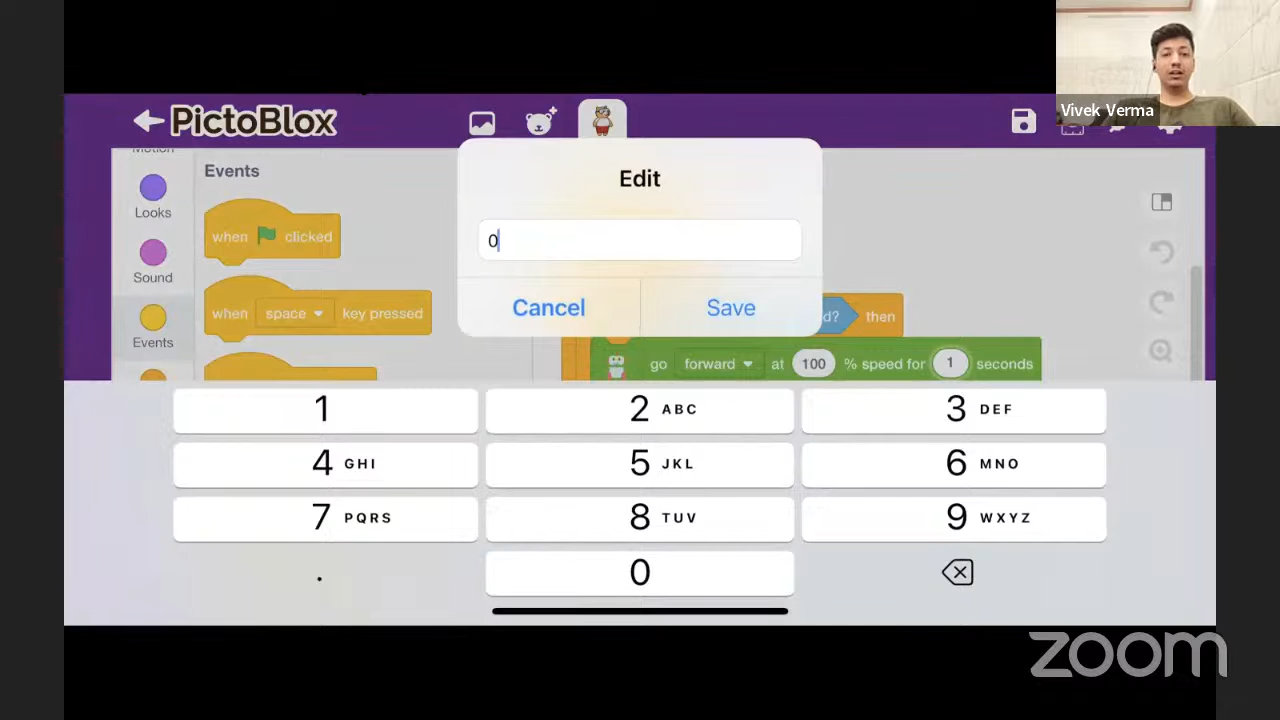 Vivek Verma
PictoBlox
Motion
Looks
Sound
Events
Events
when clicked
when space key pressed
Edit
0
Cancel
Save
d? then
go forward at 100 % speed for 1 seconds
1
2 ABC
3 DEF
4 GHI
5 JKL
6 MNO
7 PQRS
8 TUV
9 WXYZ
.
0
zoom